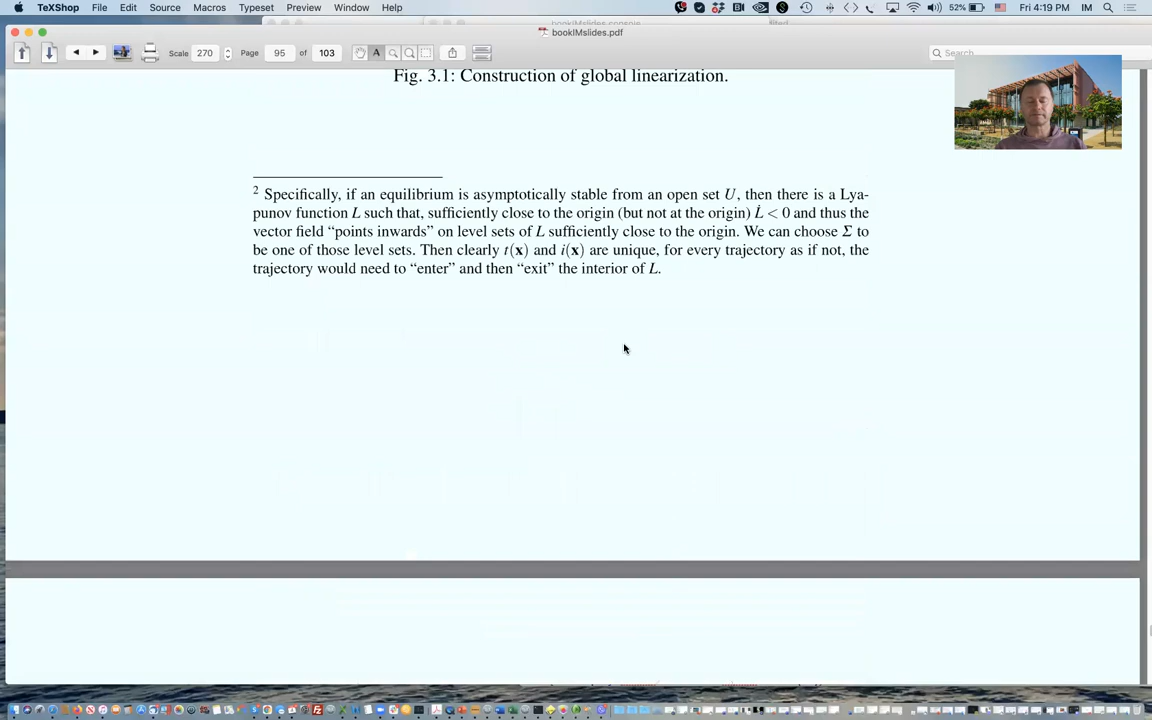 TeXShop File Edit Source Macros Typeset Preview Window Help 52% Fri 4:19 PM IM
bookIMslides.pdf
Scale 270 Page 95 of 103 Search
Fig. 3.1: Construction of global linearization.
2 Specifically, if an equilibrium is asymptotically stable from an open set U, then there is a Lya-
punov function L such that, sufficiently close to the origin (but not at the origin) L̇ < 0 and thus the
vector field “points inwards” on level sets of L sufficiently close to the origin. We can choose Σ to
be one of those level sets. Then clearly t(x) and i(x) are unique, for every trajectory as if not, the
trajectory would need to “enter” and then “exit” the interior of L.